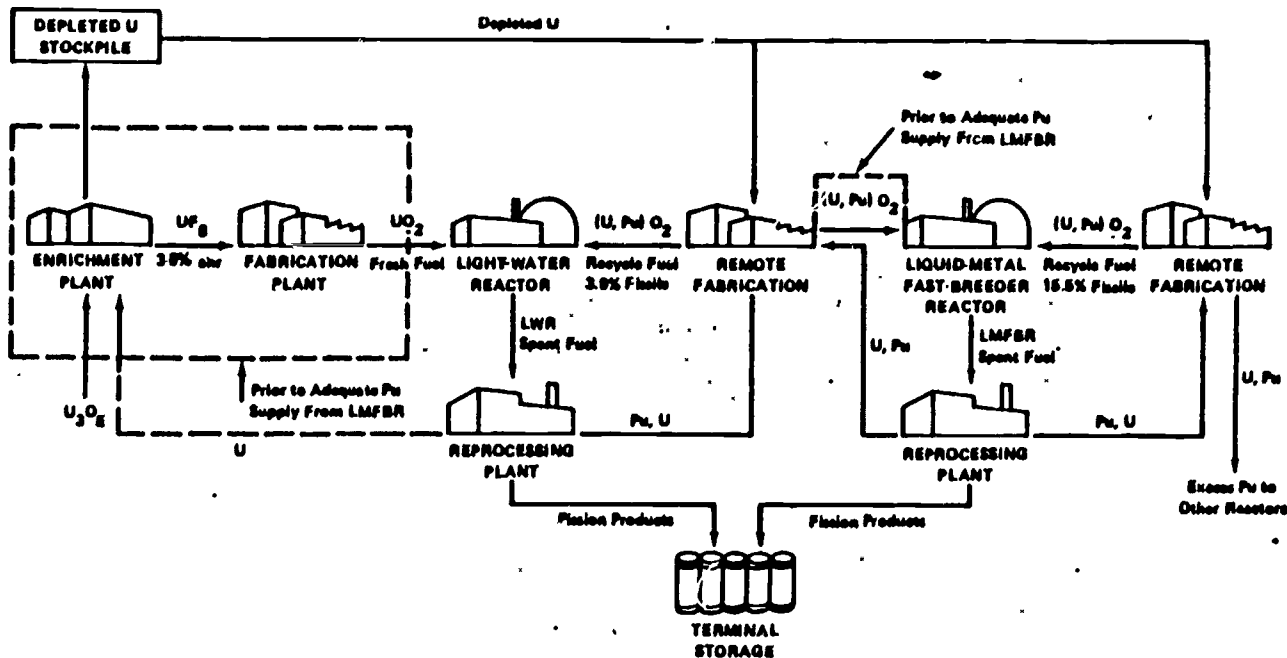 DEPLETED U
STOCKPILE
Depleted U
Prior to Adequate Pu
Supply From LMFBR
UF6
UO2
(U, Pu) O2
(U, Pu) O2
(U, Pu) O2
ENRICHMENT
PLANT
FABRICATION
PLANT
Fresh Fuel
LIGHT-WATER
REACTOR
Recycle Fuel
3.9% Fissile
REMOTE
FABRICATION
LIQUID-METAL
FAST-BREEDER
REACTOR
Recycle Fuel
15.5% Fissile
REMOTE
FABRICATION
LWR
Spent Fuel
U, Pu
LMFBR
Spent Fuel
U, Pu
U3O8
Prior to Adequate Pu
Supply From LMFBR
U
Pu, U
Pu, U
REPROCESSING
PLANT
REPROCESSING
PLANT
Excess Pu to
Other Reactors
Fission Products
Fission Products
TERMINAL
STORAGE